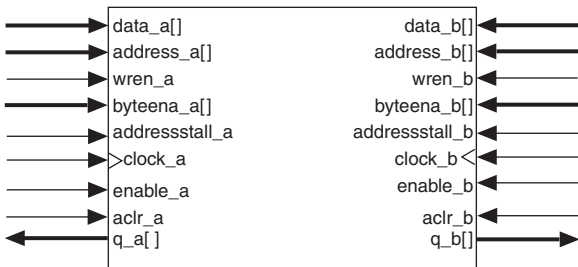 data_a[] data_b[]
address_a[] address_b[]
wren_a wren_b
byteena_a[] byteena_b[]
addressstall_a addressstall_b
clock_a clock_b
enable_a enable_b
aclr_a aclr_b
q_a[ ] q_b[]